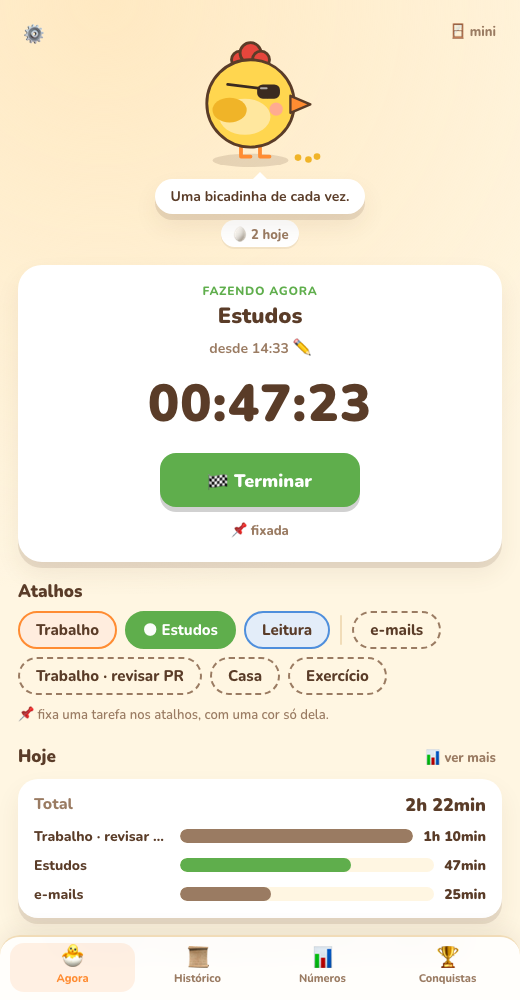 mini
Uma bicadinha de cada vez.
2 hoje
FAZENDO AGORA
Estudos
desde 14:33
00:47:23
Terminar
fixada
Atalhos
Trabalho
Estudos
Leitura
e-mails
Trabalho · revisar PR
Casa
Exercício
fixa uma tarefa nos atalhos, com uma cor só dela.
Hoje
ver mais
Total 2h 22min
Trabalho · revisar ... 1h 10min
Estudos 47min
e-mails 25min
Agora
Histórico
Números
Conquistas